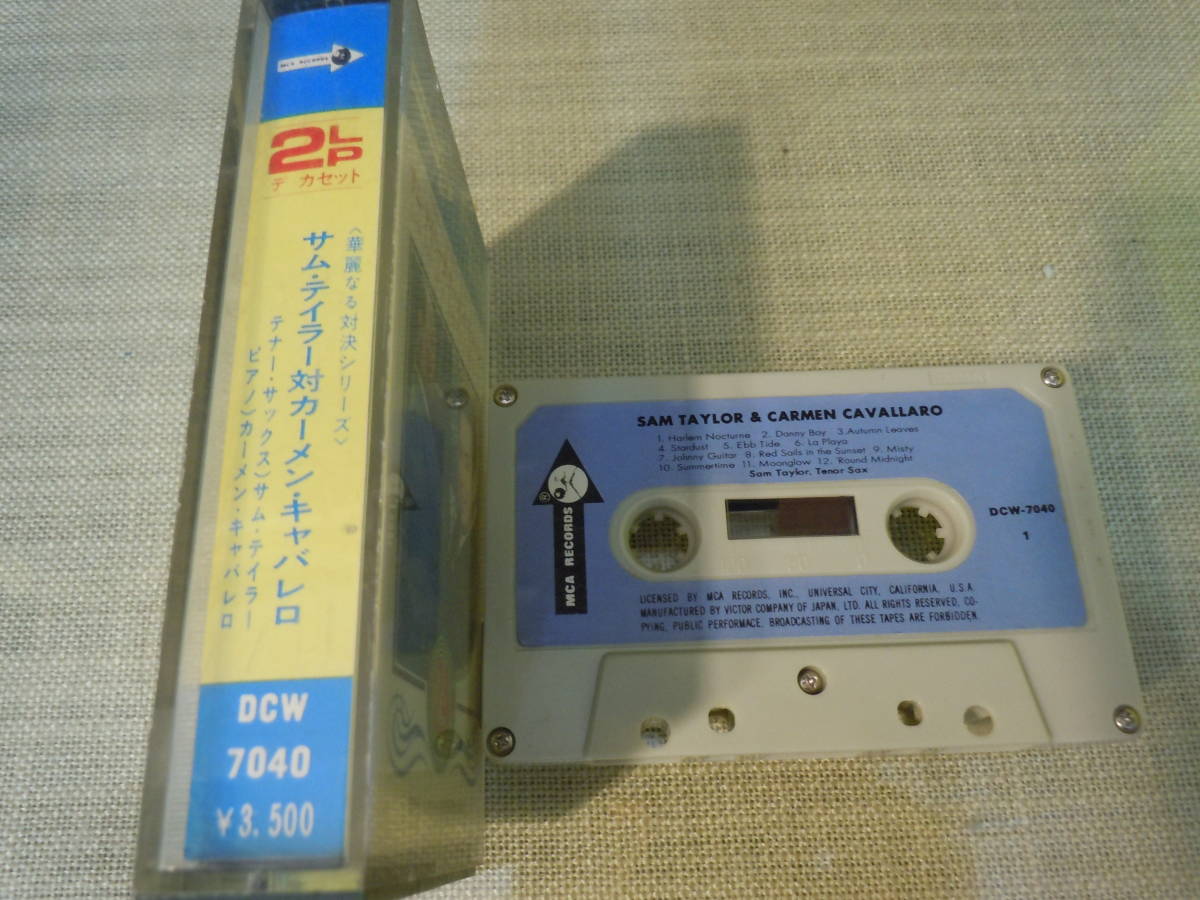 MCA RECORDS
2LP
テ カセット
〈華麗なる対決シリーズ〉
サム・テイラー対カーメン・キャバレロ
テナー・サックス〉サム・テイラー
ピアノ〉カーメン・キャバレロ
DCW
7040
¥3.500
SAM TAYLOR & CARMEN CAVALLARO
1. Harlem Nocturne 2. Danny Boy 3.Autumn Leaves
4. Stardust 5. Ebb Tide 6. La Playa
7. Johnny Guitar 8. Red Sails in the Sunset 9. Misty
10. Summertime 11. Moonglow 12. Round Midnight
Sam Taylor, Tenor Sax
® MCA RECORDS
DCW-7040
1
LICENSED BY MCA RECORDS, INC., UNIVERSAL CITY, CALIFORNIA, U.S.A.
MANUFACTURED BY VICTOR COMPANY OF JAPAN, LTD. ALL RIGHTS RESERVED, CO-
PYING, PUBLIC PERFORMACE, BROADCASTING OF THESE TAPES ARE FORBIDDEN.